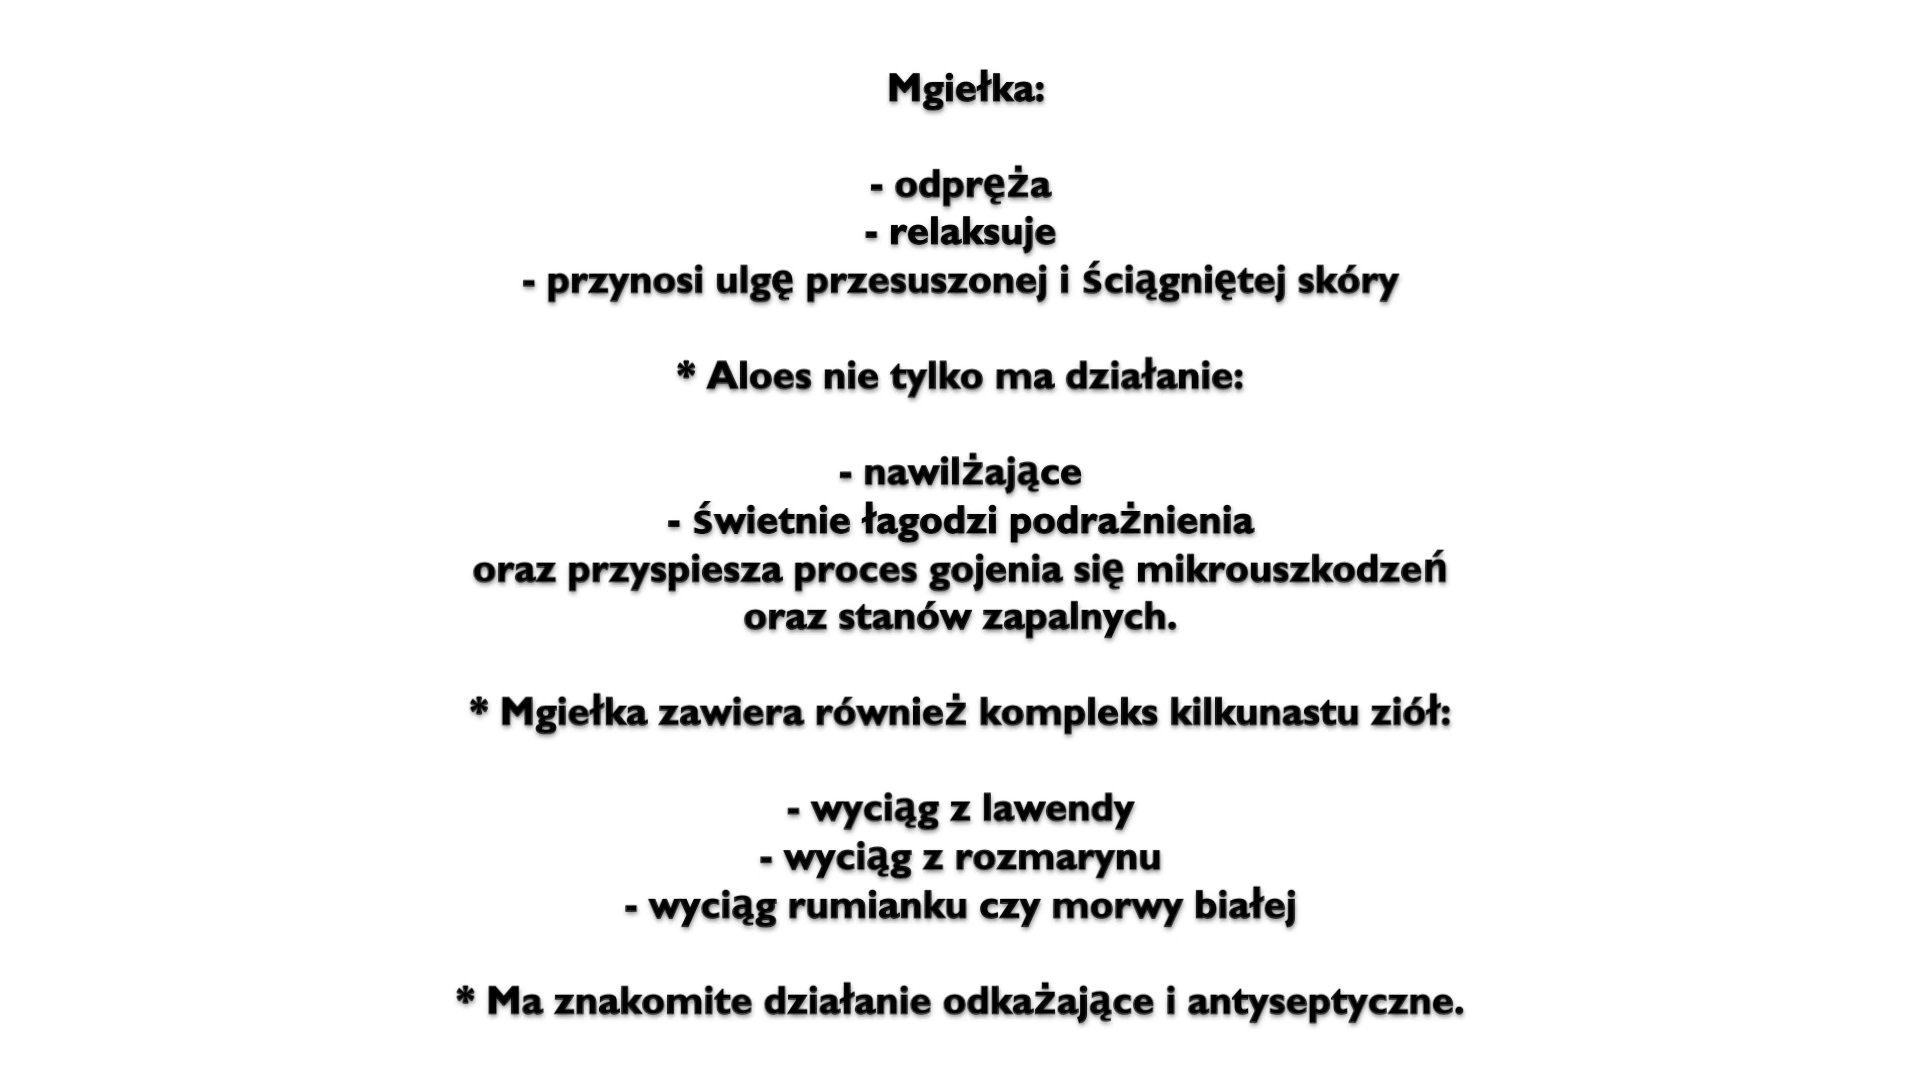 Mgiełka:
- odpręża
- relaksuje
- przynosi ulgę przesuszonej i ściągniętej skóry
* Aloes nie tylko ma działanie:
- nawilżające
- świetnie łagodzi podrażnienia
oraz przyspiesza proces gojenia się mikrouszkodzeń
oraz stanów zapalnych.
* Mgiełka zawiera również kompleks kilkunastu ziół:
- wyciąg z lawendy
- wyciąg z rozmarynu
- wyciąg rumianku czy morwy białej
* Ma znakomite działanie odkażające i antyseptyczne.